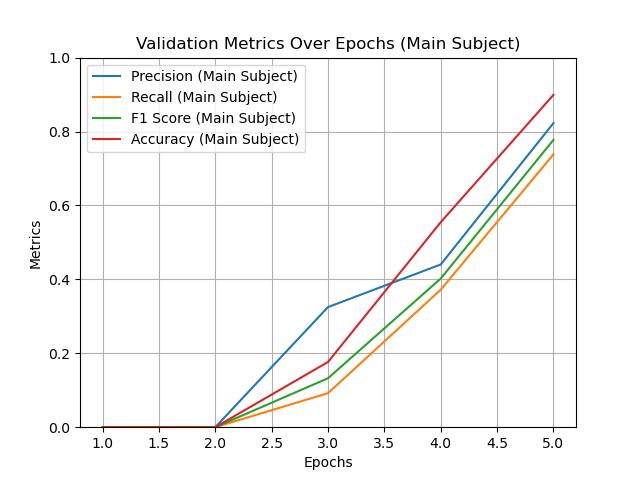 Validation Metrics Over Epochs (Main Subject)
1.0
Precision (Main Subject)
Recall (Main Subject)
F1 Score (Main Subject)
Accuracy (Main Subject)
0.8
0.6
Metrics
0.4
0.2
0.0
1.0 1.5 2.0 2.5 3.0 3.5 4.0 4.5 5.0
Epochs